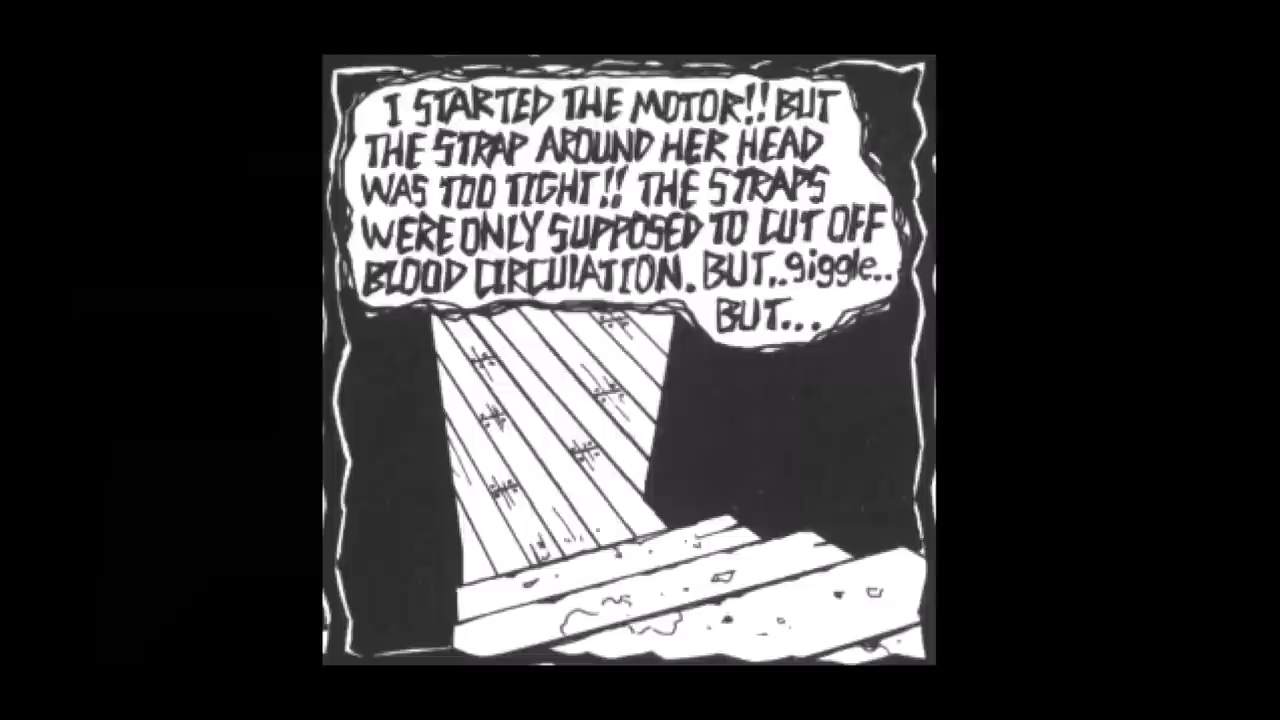 I STARTED THE MOTOR!! BUT
THE STRAP AROUND HER HEAD
WAS TOO TIGHT!! THE STRAPS
WERE ONLY SUPPOSED TO CUT OFF
BLOOD CIRCULATION. BUT..giggle..
BUT...